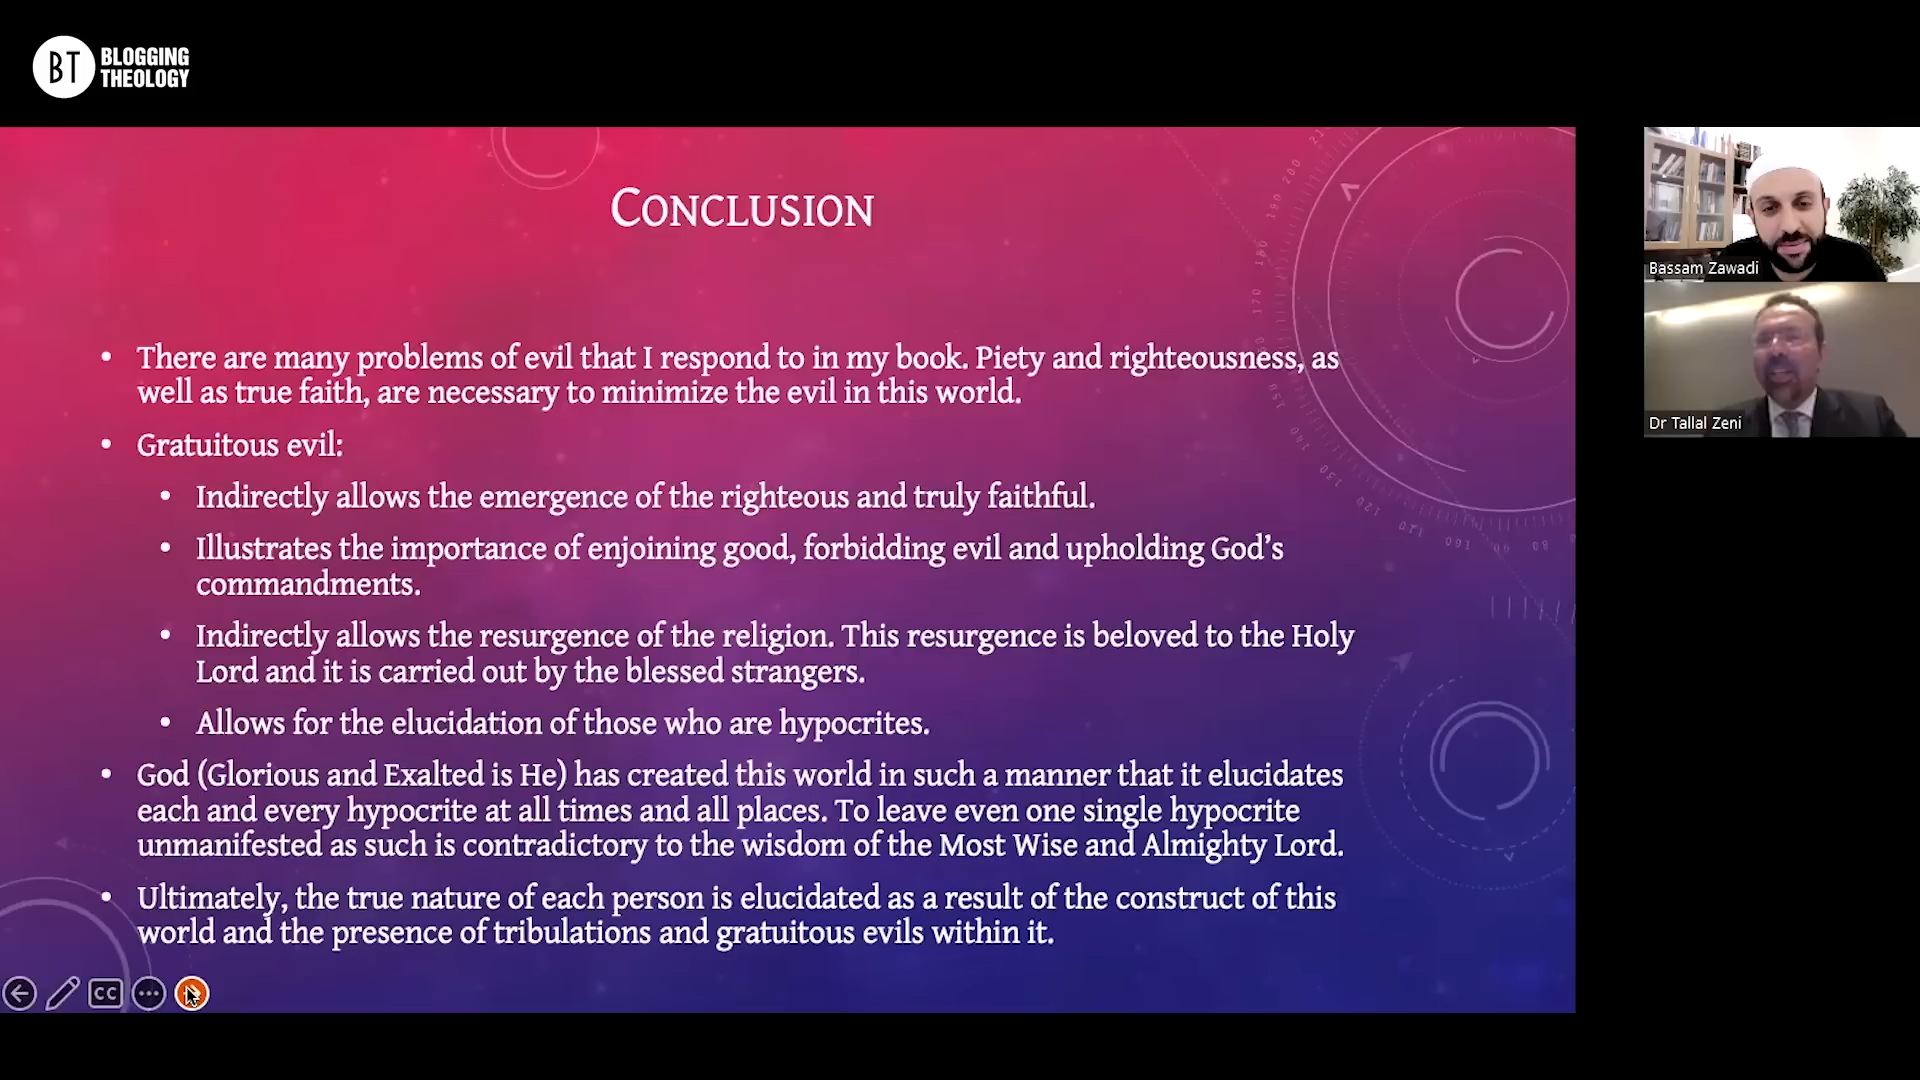 BT BLOGGING
THEOLOGY
CONCLUSION
• There are many problems of evil that I respond to in my book. Piety and righteousness, as
well as true faith, are necessary to minimize the evil in this world.
• Gratuitous evil:
• Indirectly allows the emergence of the righteous and truly faithful.
• Illustrates the importance of enjoining good, forbidding evil and upholding God’s
commandments.
• Indirectly allows the resurgence of the religion. This resurgence is beloved to the Holy
Lord and it is carried out by the blessed strangers.
• Allows for the elucidation of those who are hypocrites.
• God (Glorious and Exalted is He) has created this world in such a manner that it elucidates
each and every hypocrite at all times and all places. To leave even one single hypocrite
unmanifested as such is contradictory to the wisdom of the Most Wise and Almighty Lord.
• Ultimately, the true nature of each person is elucidated as a result of the construct of this
world and the presence of tribulations and gratuitous evils within it.
CC
Bassam Zawadi
Dr Tallal Zeni